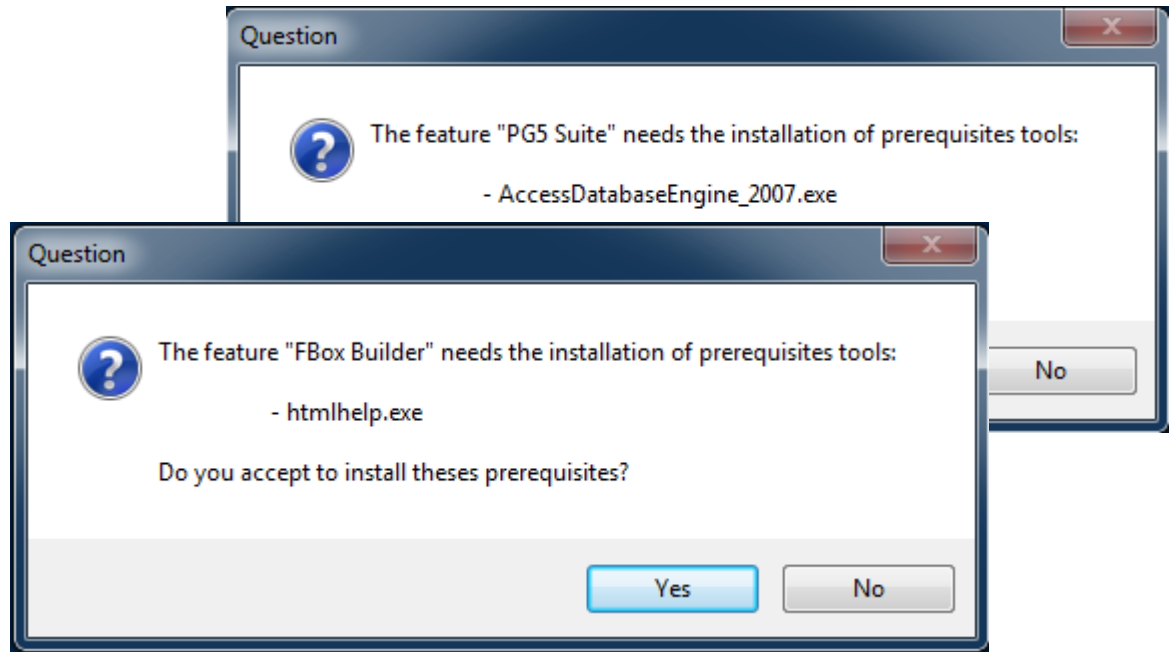 Question
The feature "PG5 Suite" needs the installation of prerequisites tools:
- AccessDatabaseEngine_2007.exe
No
Question
The feature "FBox Builder" needs the installation of prerequisites tools:
- htmlhelp.exe
Do you accept to install theses prerequisites?
Yes No